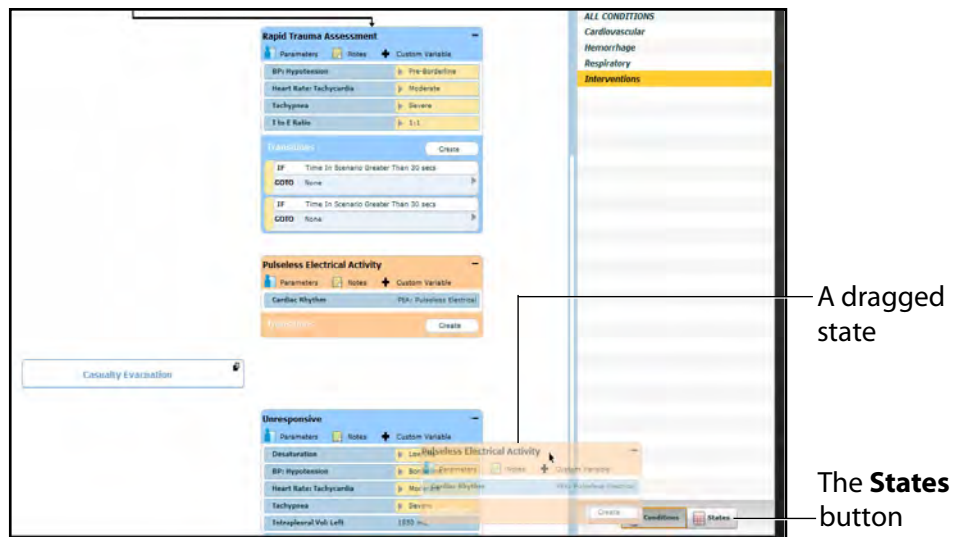 Rapid Trauma Assessment
Parameters Notes Custom Variable
BP: Hypotension Pre-Borderline
Heart Rate: Tachycardia Moderate
Tachypnea Severe
I to E Ratio 1:1
Transitions Create
IF Time In Scenario Greater Than 30 secs
GOTO None
IF Time In Scenario Greater Than 30 secs
GOTO None
Pulseless Electrical Activity
Parameters Notes Custom Variable
Cardiac Rhythm PEA: Pulseless Electrical
Transitions Create
Casualty Evacuation
Unresponsive
Parameters Notes Custom Variable
Desaturation
BP: Hypotension
Heart Rate: Tachycardia
Tachypnea Severe
Intrapleural Vol: Left
Pulseless Electrical Activity
Parameters Notes Custom Variable
Cardiac Rhythm PEA: Pulseless Electrical
Create
ALL CONDITIONS
Cardiovascular
Hemorrhage
Respiratory
Interventions
Conditions States
A dragged
state
The States
button